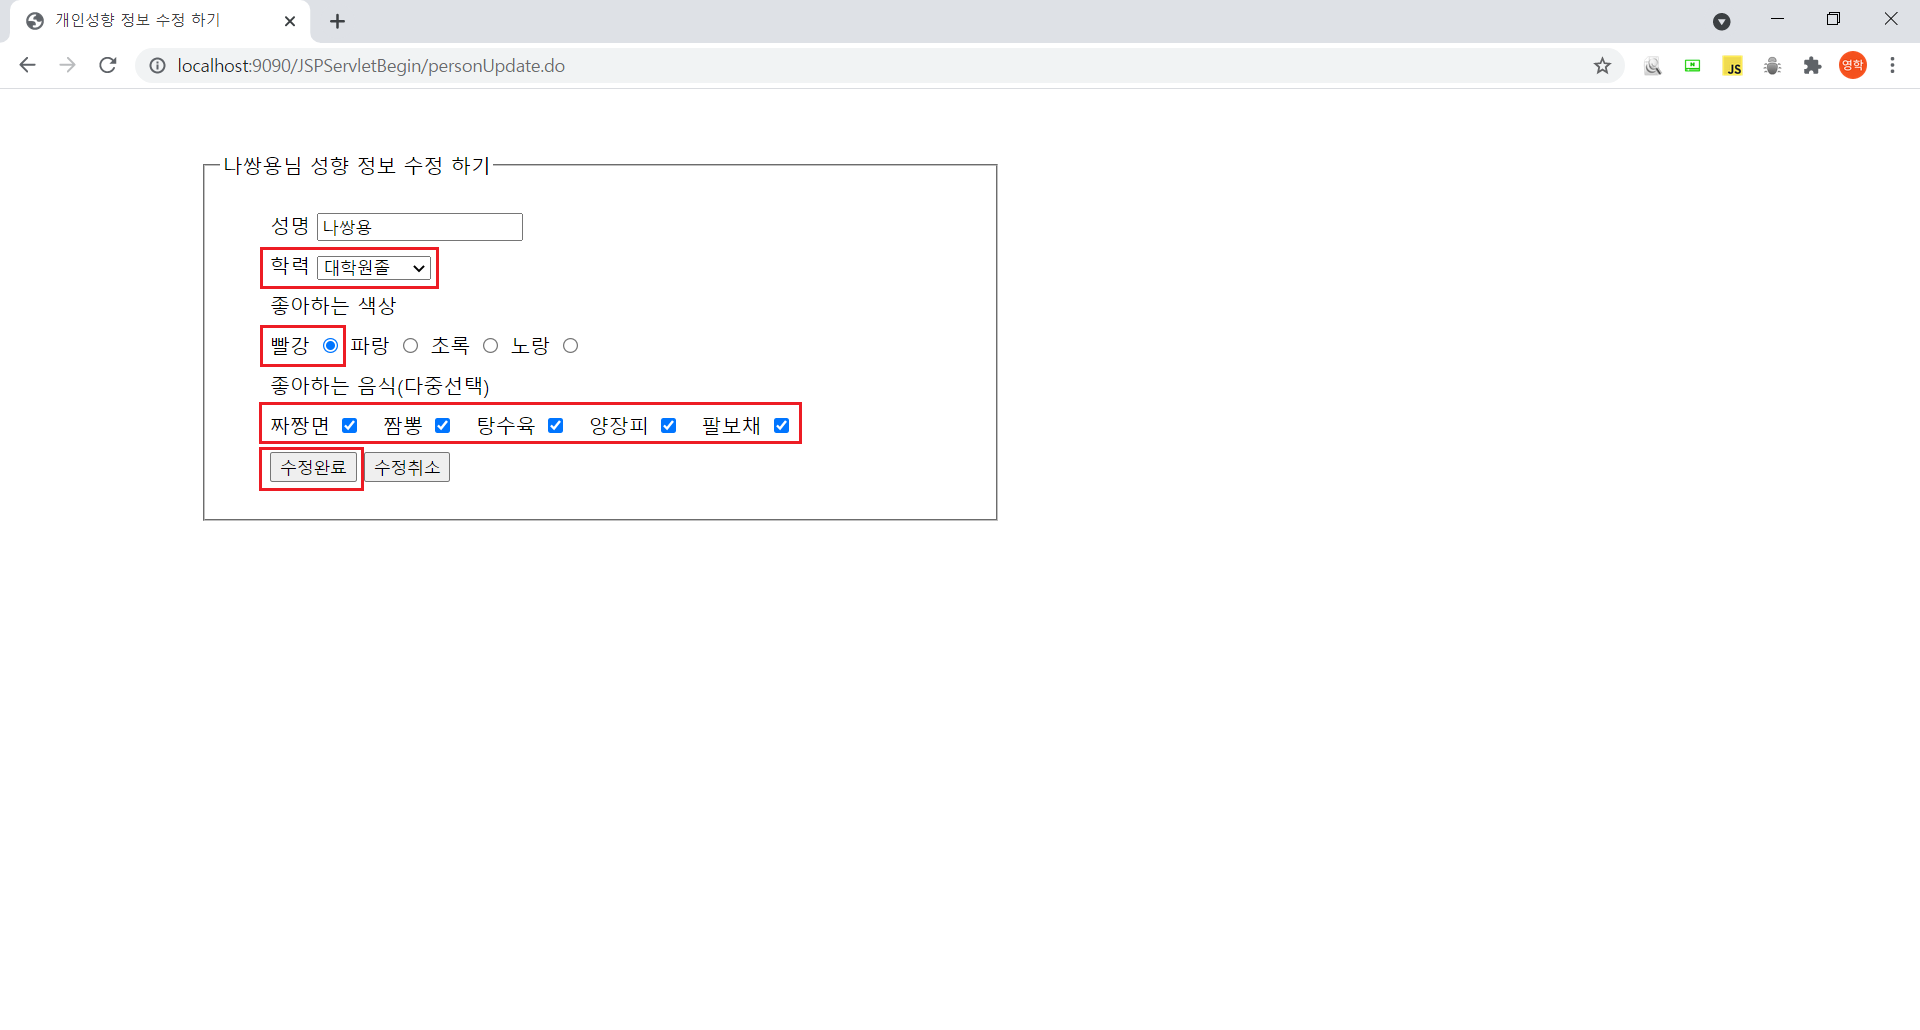 개인성향 정보 수정 하기
localhost:9090/JSPServletBegin/personUpdate.do
JS
영학
나쌍용님 성향 정보 수정 하기
성명 나쌍용
학력 대학원졸
좋아하는 색상
빨강 파랑 초록 노랑
좋아하는 음식(다중선택)
짜짱면 짬뽕 탕수육 양장피 팔보채
수정완료 수정취소